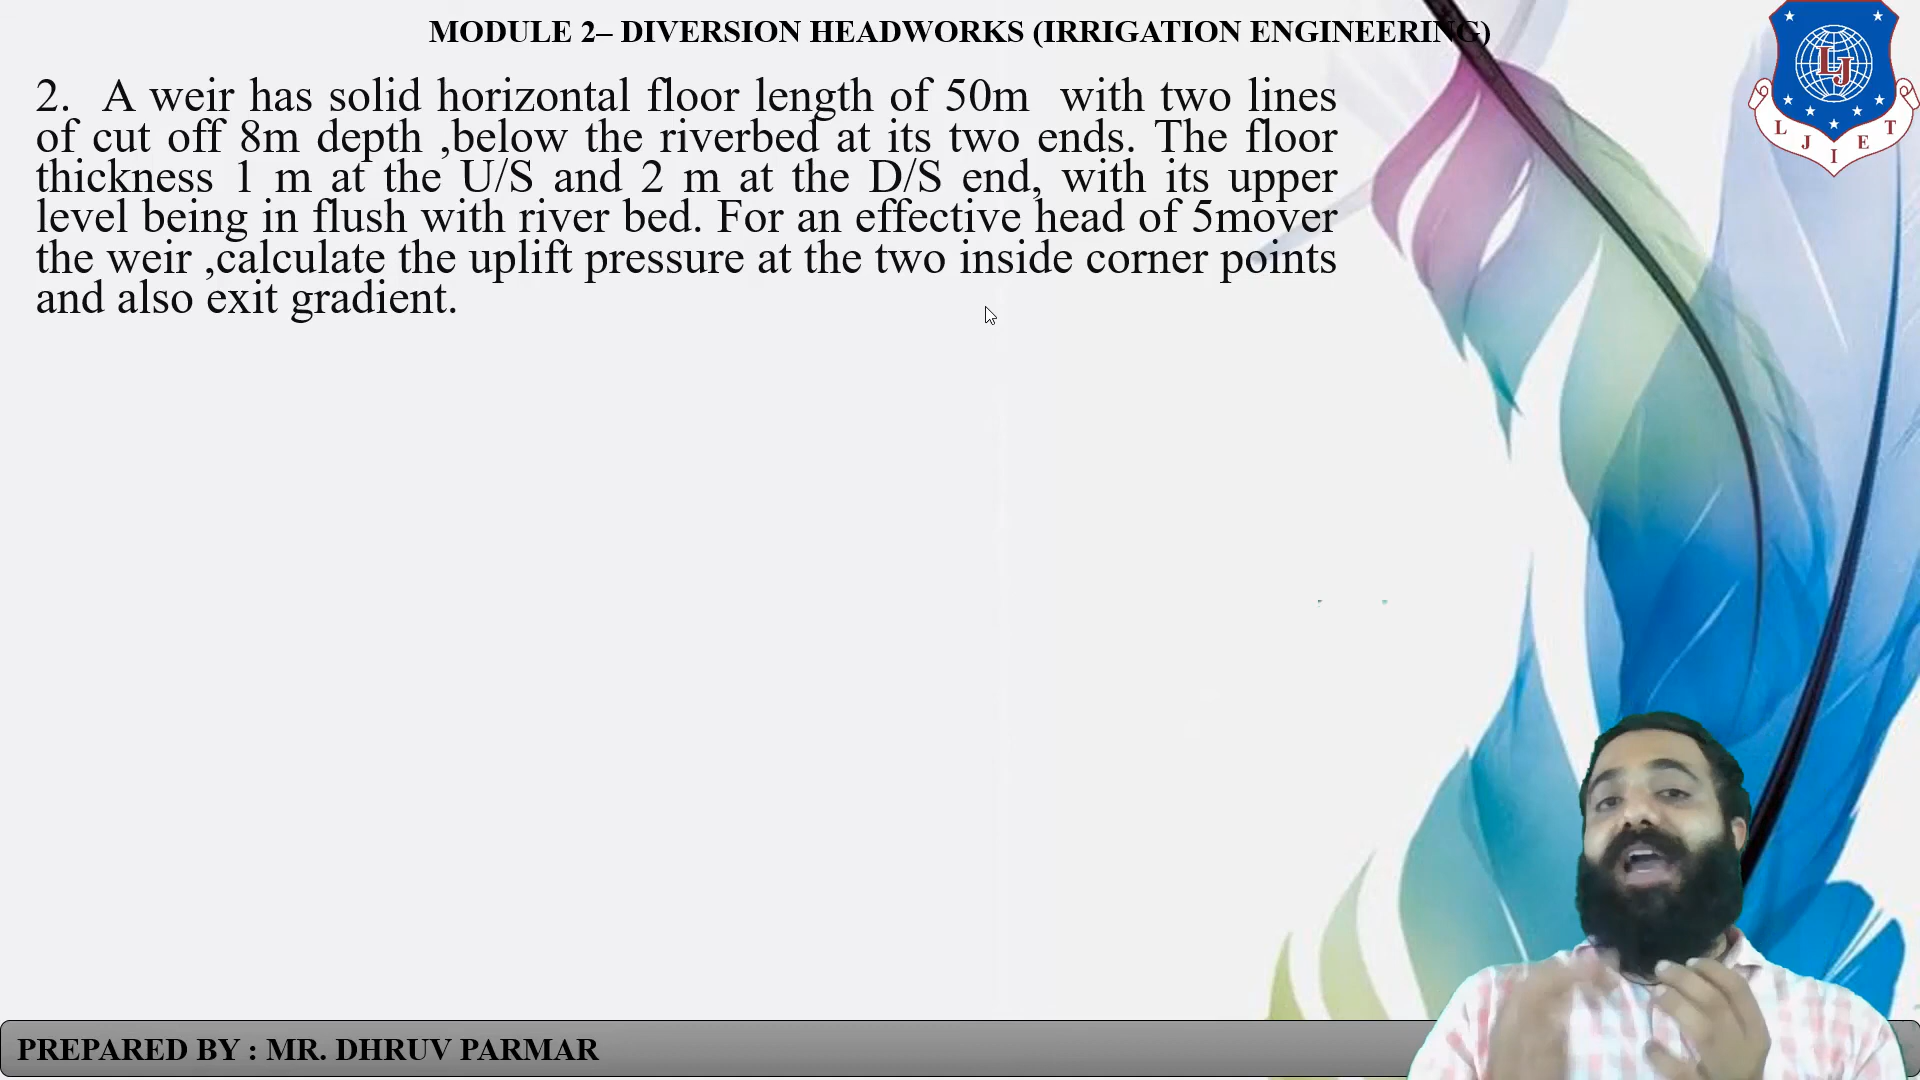 MODULE 2– DIVERSION HEADWORKS (IRRIGATION ENGINEERING)
2. A weir has solid horizontal floor length of 50m with two lines
of cut off 8m depth ,below the riverbed at its two ends. The floor
thickness 1 m at the U/S and 2 m at the D/S end, with its upper
level being in flush with river bed. For an effective head of 5mover
the weir ,calculate the uplift pressure at the two inside corner points
and also exit gradient.
LJ
L J I E T
PREPARED BY : MR. DHRUV PARMAR